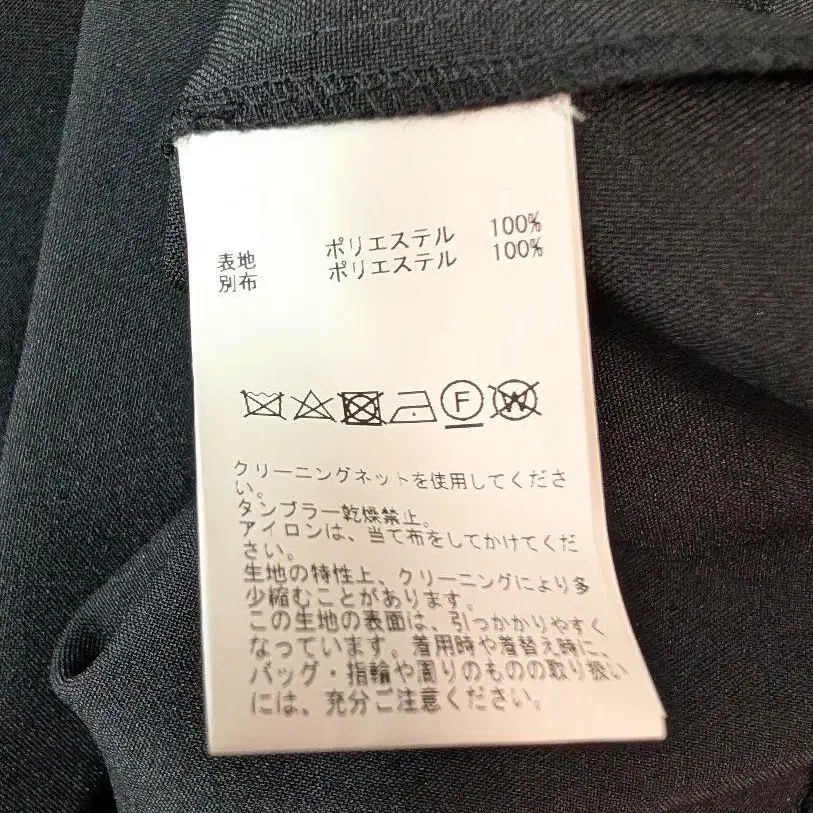 表地 ポリエステル 100%
別布 ポリエステル 100%
F W
クリーニングネットを使用してくださ
い。
タンブラー乾燥禁止。
アイロンは、当て布をしてかけてくだ
さい。
生地の特性上、クリーニングにより多
少縮むことがあります。
この生地の表面は、引っかかりやすく
なっています。着用時や着替え時に、
バッグ・指輪や周りのものの取り扱い
には、充分ご注意ください。